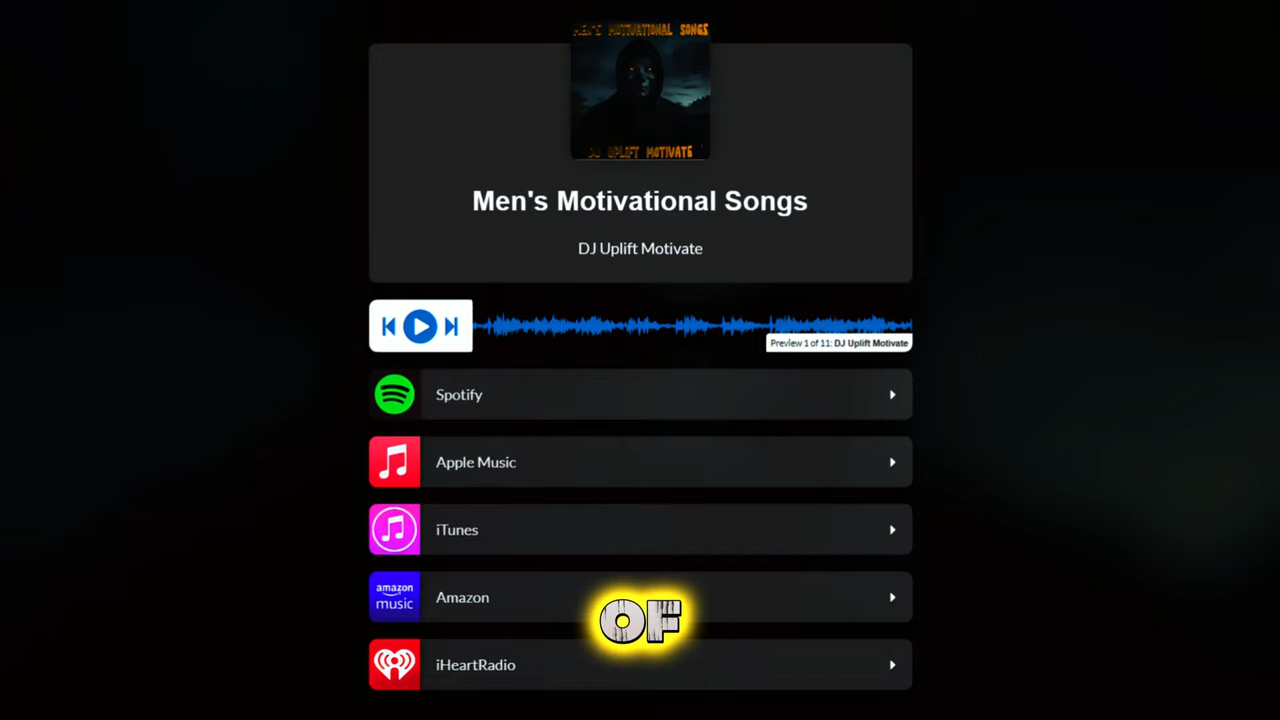 MEN'S MOTIVATIONAL SONGS
DJ UPLIFT MOTIVATE
Men's Motivational Songs
DJ Uplift Motivate
Preview 1 of 11: DJ Uplift Motivate
Spotify
Apple Music
iTunes
amazon
music
Amazon
OF
iHeartRadio